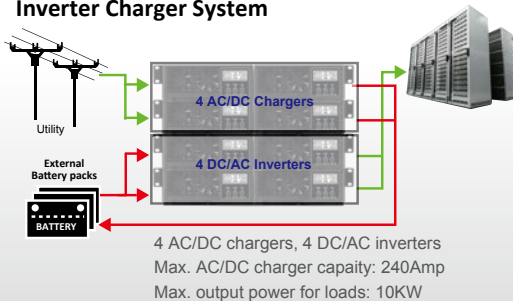 Inverter Charger System
4 AC/DC Chargers
Utility
4 DC/AC Inverters
External
Battery packs
BATTERY
4 AC/DC chargers, 4 DC/AC inverters
Max. AC/DC charger capaity: 240Amp
Max. output power for loads: 10KW